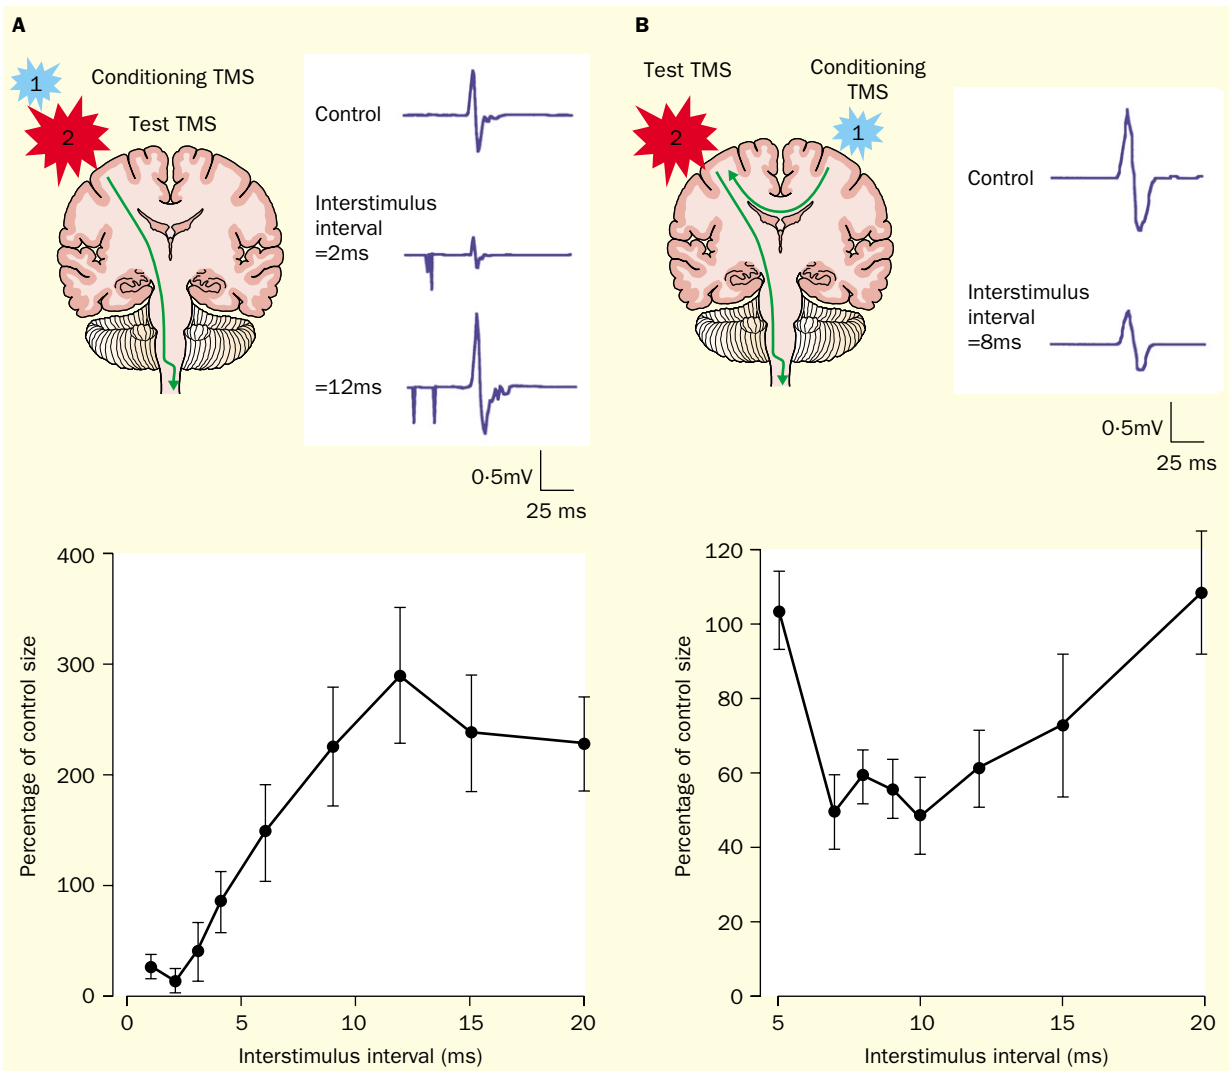 A
1
Conditioning TMS
2
Test TMS
Control
Interstimulus
interval
=2ms
=12ms
0·5mV
25 ms
400
300
200
100
0
Percentage of control size
0
5
10
15
20
Interstimulus interval (ms)
B
Test TMS
Conditioning
TMS
2
1
Control
Interstimulus
interval
=8ms
0·5mV
25 ms
120
100
80
60
40
20
0
Percentage of control size
5
10
15
20
Interstimulus interval (ms)